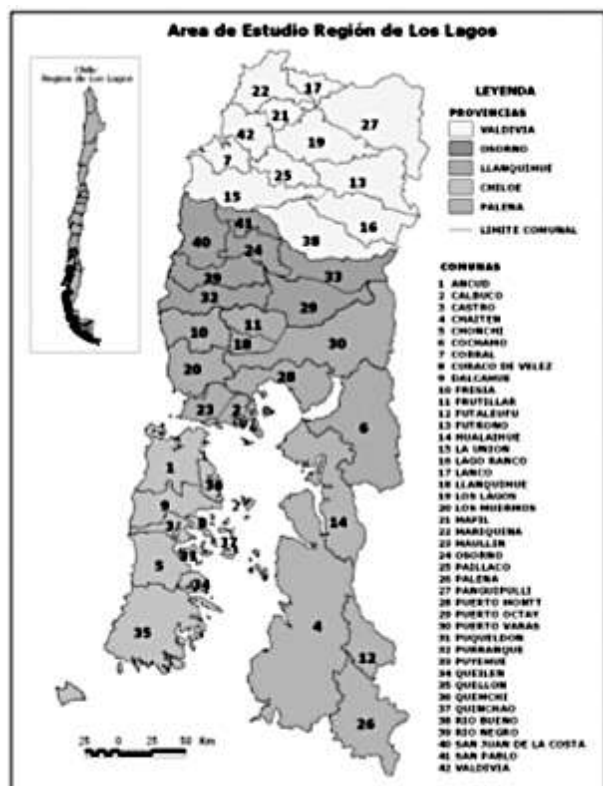 Area de Estudio Región de Los Lagos
Chile
Region de Los Lagos
LEYENDA
PROVINCIAS
VALDIVIA
OSORNO
LLANQUIHUE
CHILOE
PALENA
LIMITE COMUNAL
COMUNAS
1 ANCUD
2 CALBUCO
3 CASTRO
4 CHAITEN
5 CHONCHI
6 COCHAMO
7 CORRAL
8 CURACO DE VELEZ
9 DALCAHUE
10 FRESIA
11 FRUTILLAR
12 FUTALEUFU
13 FUTRONO
14 HUALAIHUE
15 LA UNION
16 LAGO RANCO
17 LANCO
18 LLANQUIHUE
19 LOS LAGOS
20 LOS MUERMOS
21 MAFIL
22 MARIQUINA
23 MAULLIN
24 OSORNO
25 PAILLACO
26 PALENA
27 PANGUIPULLI
28 PUERTO MONTT
29 PUERTO OCTAY
30 PUERTO VARAS
31 PUQUELDON
32 PURRANQUE
33 PUYEHUE
34 QUEILEN
35 QUELLON
36 QUEMCHI
37 QUINCHAO
38 RIO BUENO
39 RIO NEGRO
40 SAN JUAN DE LA COSTA
41 SAN PABLO
42 VALDIVIA
22
17
21
27
42
19
7
25
13
15
16
41
38
40
24
33
39
32
29
11
10
18
30
20
28
23
2
6
1
36
9
14
3
8
37
5
31
34
35
4
12
26
25 0 25 50 Km